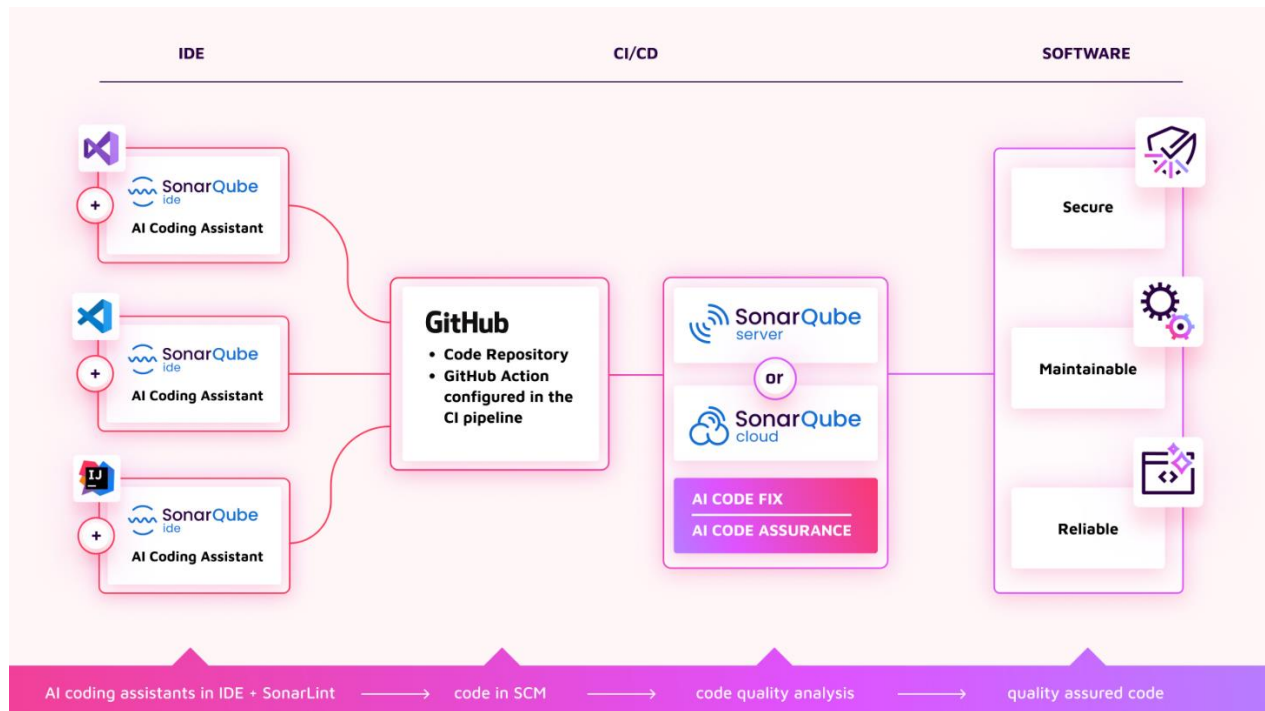 IDE
CI/CD
SOFTWARE
+
SonarQube
ide
AI Coding Assistant
+
SonarQube
ide
AI Coding Assistant
IJ
+
SonarQube
ide
AI Coding Assistant
GitHub
• Code Repository
• GitHub Action
configured in the
CI pipeline
SonarQube
server
or
SonarQube
cloud
AI CODE FIX
AI CODE ASSURANCE
Secure
Maintainable
Reliable
AI coding assistants in IDE + SonarLint
code in SCM
code quality analysis
quality assured code